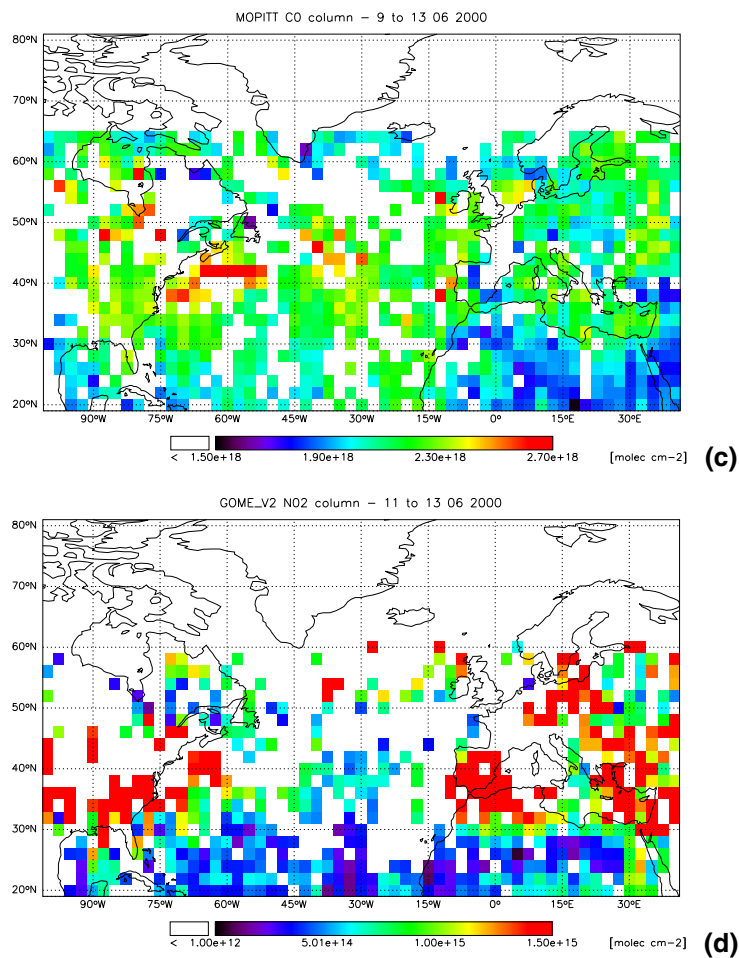 MOPITT CO column – 9 to 13 06 2000
80°N
70°N
60°N
50°N
40°N
30°N
20°N
90°W 75°W 60°W 45°W 30°W 15°W 0°E 15°E 30°E
< 1.50e+18 1.90e+18 2.30e+18 2.70e+18 [molec cm-2] (c)
GOME_V2 NO2 column – 11 to 13 06 2000
80°N
70°N
60°N
50°N
40°N
30°N
20°N
90°W 75°W 60°W 45°W 30°W 15°W 0°E 15°E 30°E
< 1.00e+12 5.01e+14 1.00e+15 1.50e+15 [molec cm-2] (d)